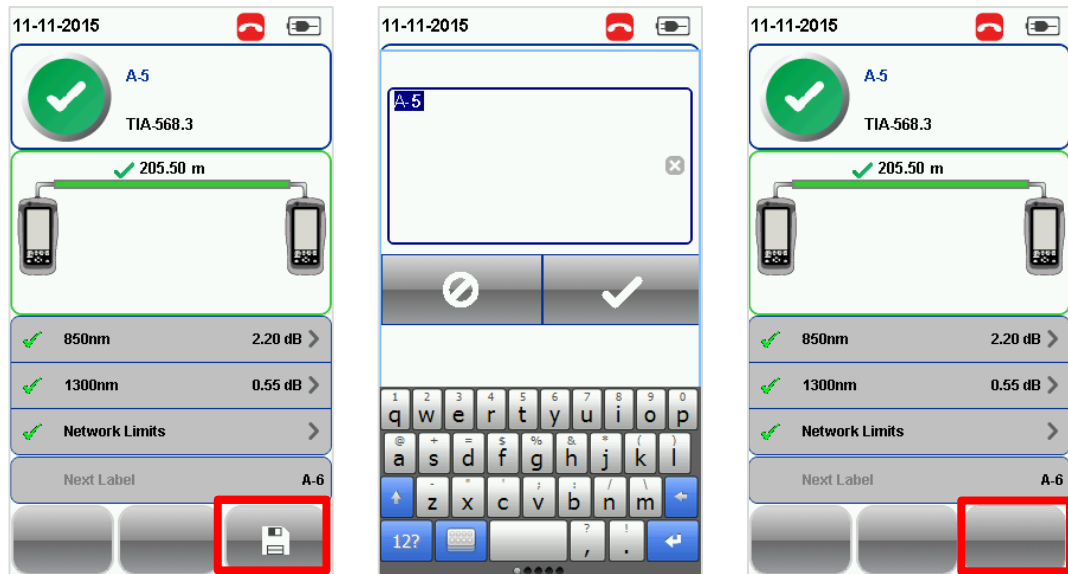 11-11-2015
A-5
TIA-568.3
205.50 m
850nm 2.20 dB
1300nm 0.55 dB
Network Limits
Next Label A-6
11-11-2015
A-5
1 2 3 4 5 6 7 8 9 0
q w e r t y u i o p
@ + = $ % & * ( )
a s d f g h j k l
- " ' ; : / \
z x c v b n m
12? ? , ! .
11-11-2015
A-5
TIA-568.3
205.50 m
850nm 2.20 dB
1300nm 0.55 dB
Network Limits
Next Label A-6